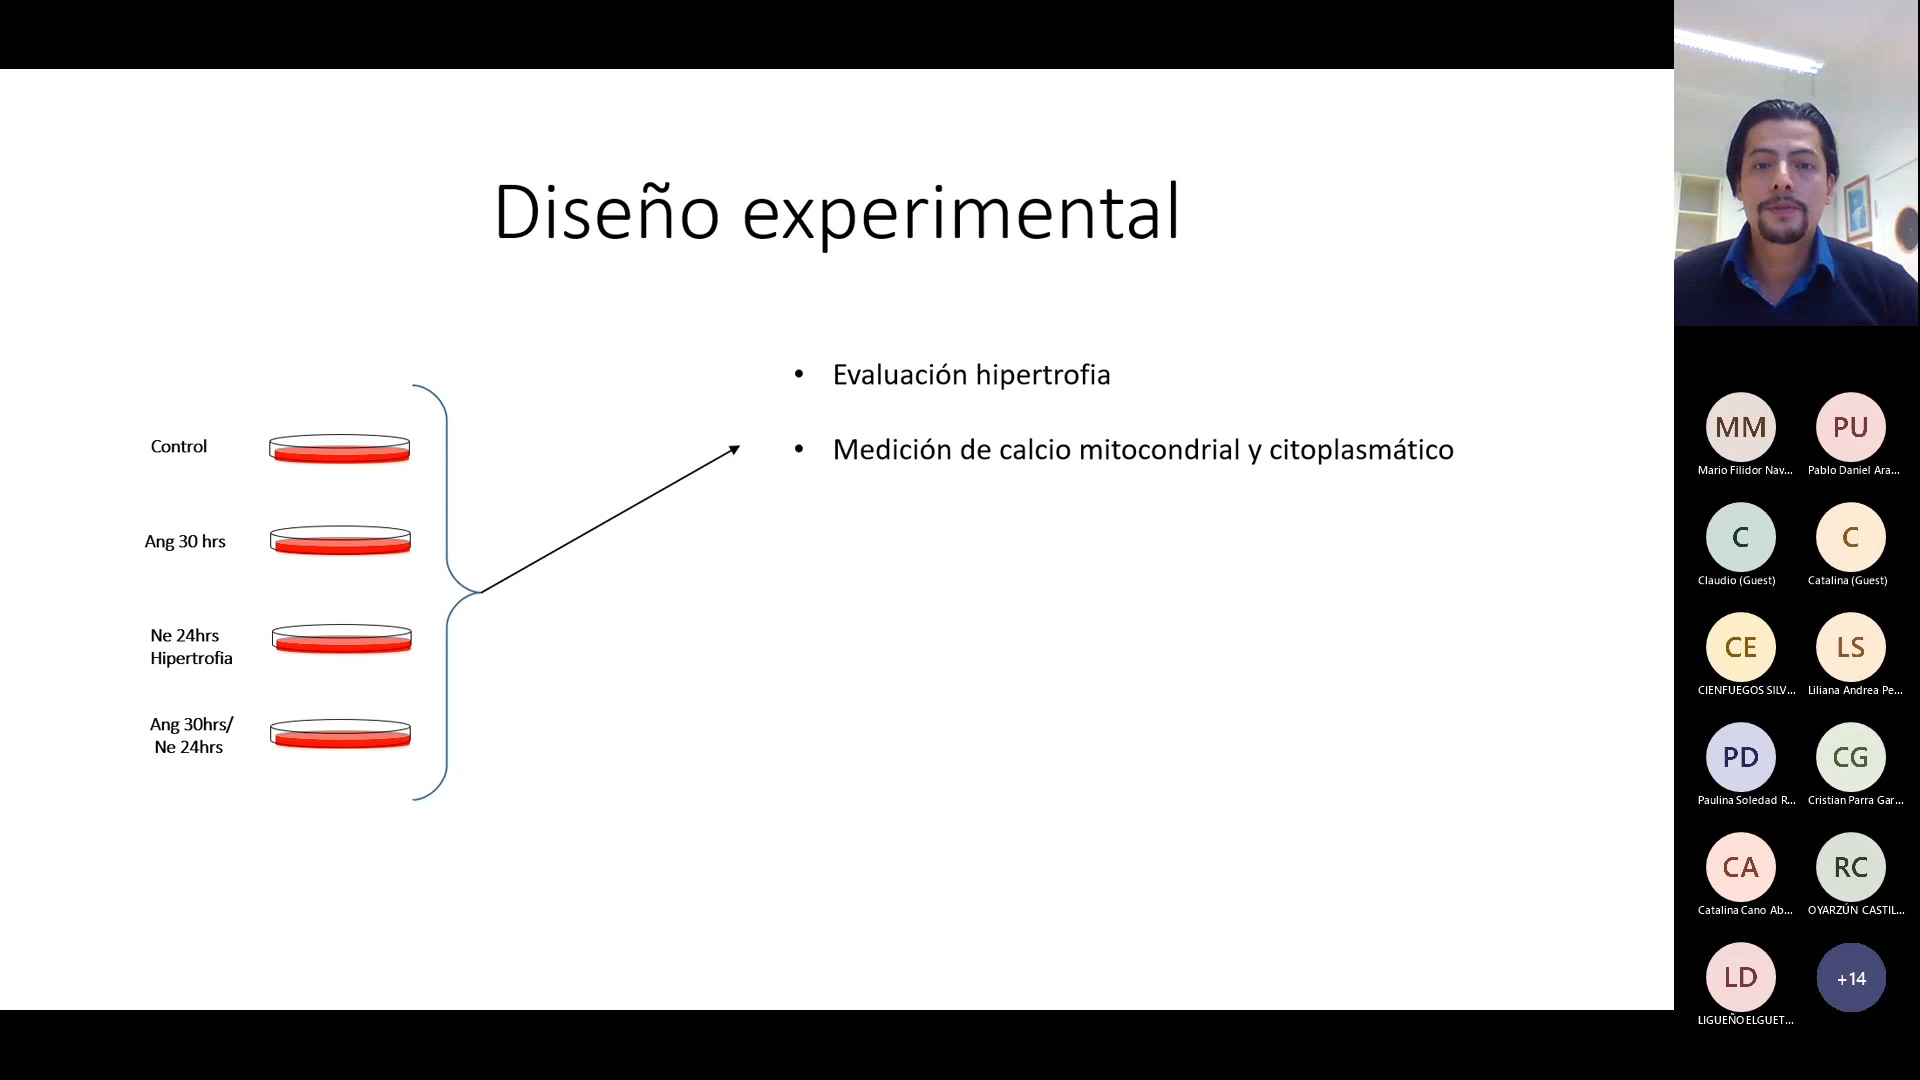 Diseño experimental
• Evaluación hipertrofia
• Medición de calcio mitocondrial y citoplasmático
Control
Ang 30 hrs
Ne 24hrs
Hipertrofia
Ang 30hrs/
Ne 24hrs
MM
PU
Mario Filidor Nav...
Pablo Daniel Ara...
C
C
Claudio (Guest)
Catalina (Guest)
CE
LS
CIENFUEGOS SILV...
Liliana Andrea Pe...
PD
CG
Paulina Soledad R...
Cristian Parra Gar...
CA
RC
Catalina Cano Ab...
OYARZÚN CASTIL...
LD
+14
LIGUEÑO ELGUET...